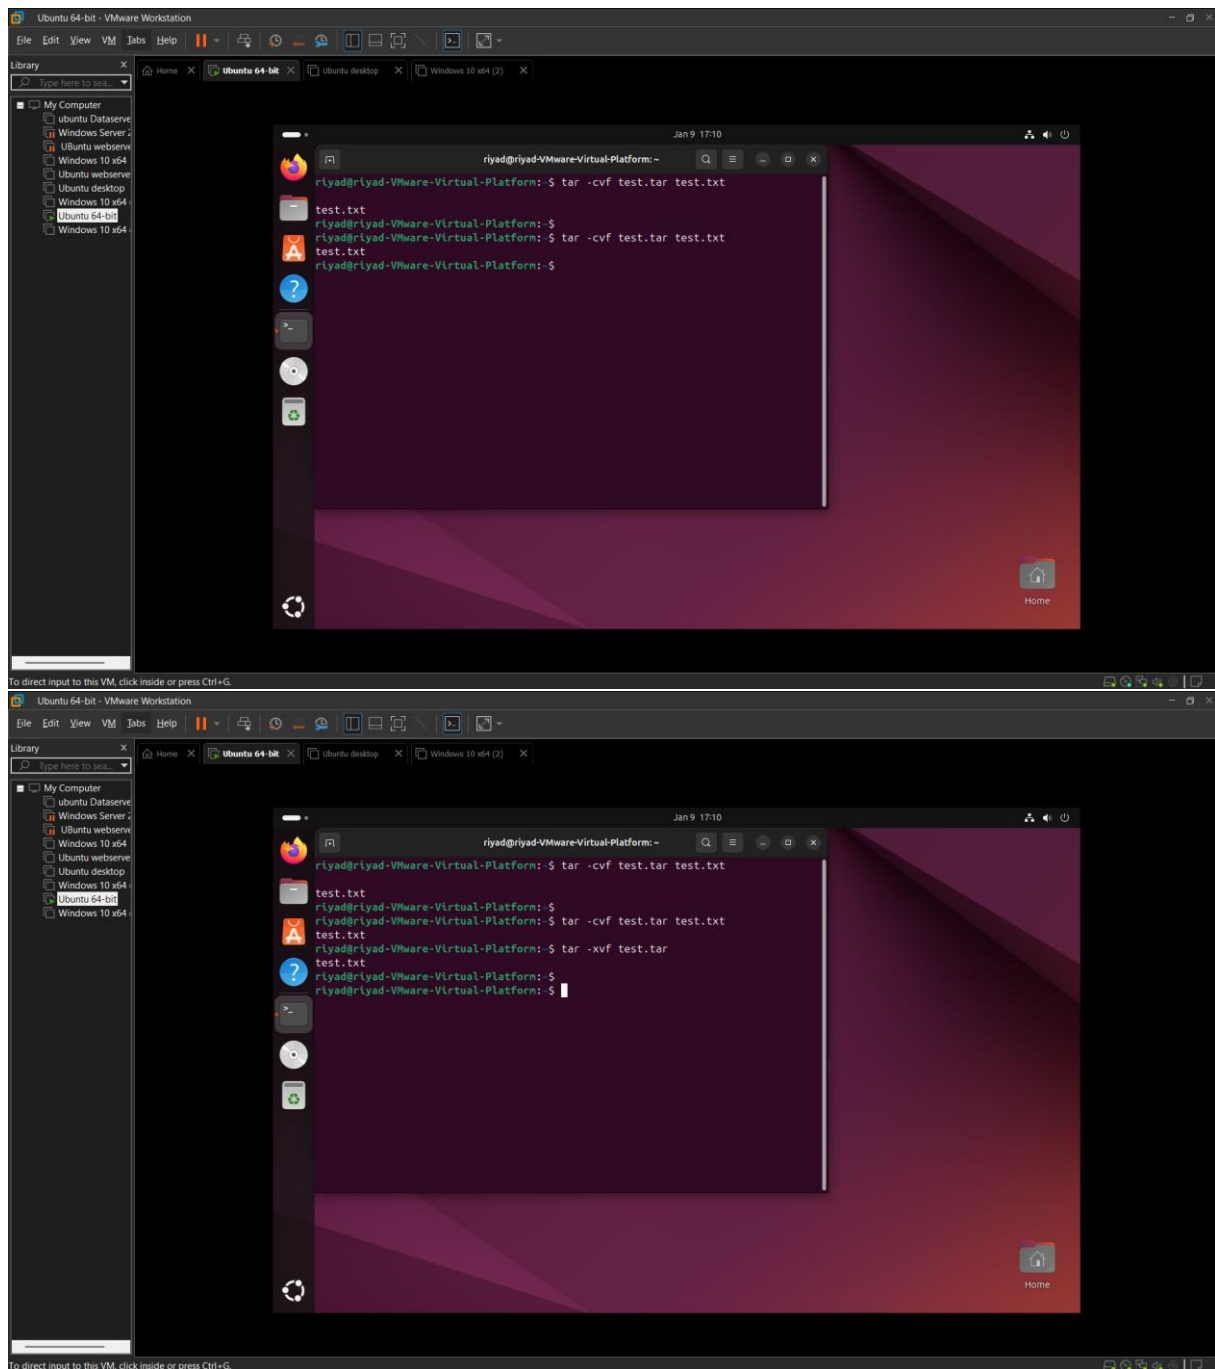 Ubuntu 64-bit - VMware Workstation
File Edit View VM Tabs Help
Library
Home
Ubuntu 64-bit
Ubuntu desktop
Windows 10 x64 (2)
Type here to sea...
My Computer
ubuntu Dataserve
Windows Server 2
UBuntu webserve
Windows 10 x64
Ubuntu webserve
Ubuntu desktop
Windows 10 x64
Ubuntu 64-bit
Windows 10 x64
Jan 9 17:10
riyad@riyad-VMware-Virtual-Platform: ~
riyad@riyad-VMware-Virtual-Platform:~$ tar -cvf test.tar test.txt
test.txt
riyad@riyad-VMware-Virtual-Platform:~$
riyad@riyad-VMware-Virtual-Platform:~$ tar -cvf test.tar test.txt
test.txt
riyad@riyad-VMware-Virtual-Platform:~$
Home
To direct input to this VM, click inside or press Ctrl+G.
Ubuntu 64-bit - VMware Workstation
File Edit View VM Tabs Help
Library
Home
Ubuntu 64-bit
Ubuntu desktop
Windows 10 x64 (2)
Type here to sea...
My Computer
ubuntu Dataserve
Windows Server 2
UBuntu webserve
Windows 10 x64
Ubuntu webserve
Ubuntu desktop
Windows 10 x64
Ubuntu 64-bit
Windows 10 x64
Jan 9 17:10
riyad@riyad-VMware-Virtual-Platform: ~
riyad@riyad-VMware-Virtual-Platform:~$ tar -cvf test.tar test.txt
test.txt
riyad@riyad-VMware-Virtual-Platform:~$
riyad@riyad-VMware-Virtual-Platform:~$ tar -cvf test.tar test.txt
test.txt
riyad@riyad-VMware-Virtual-Platform:~$ tar -xvf test.tar
test.txt
riyad@riyad-VMware-Virtual-Platform:~$
riyad@riyad-VMware-Virtual-Platform:~$
Home
To direct input to this VM, click inside or press Ctrl+G.